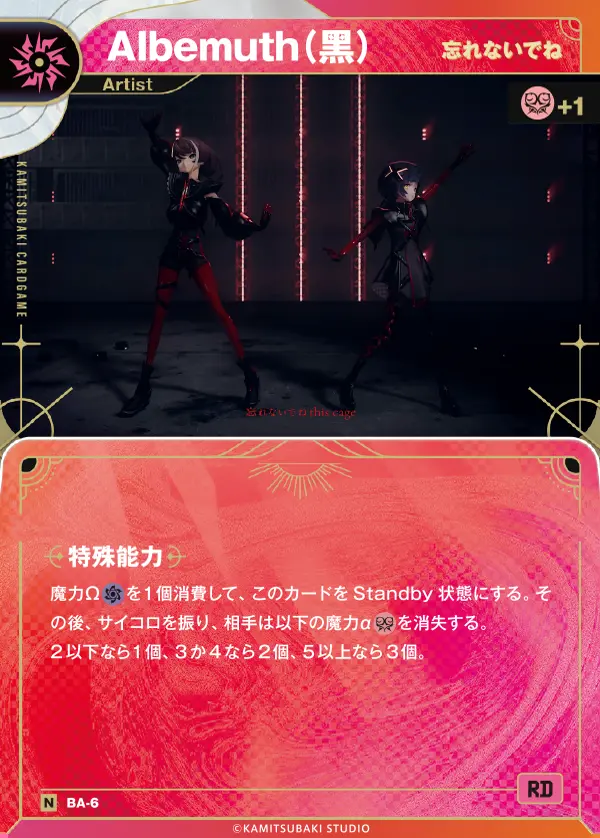 Albemuth（黒）
忘れないでね
Artist
+1
KAMITSUBAKI CARDGAME
忘れないでね this cage
特殊能力
魔力Ωを1個消費して、このカードをStandby 状態にする。そ
の後、サイコロを振り、相手は以下の魔力αを消失する。
２以下なら1個、３か４なら２個、５以上なら３個。
N BA-6
RD
©KAMITSUBAKI STUDIO